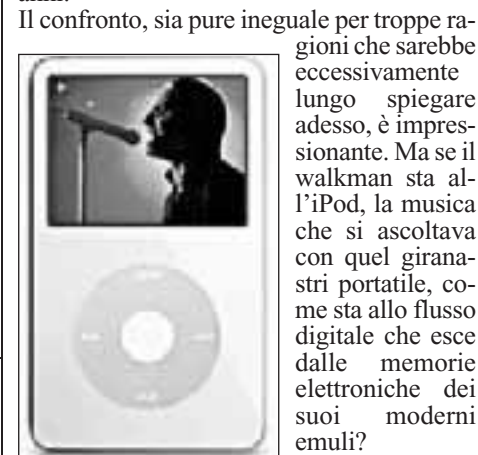 Il confronto, sia pure ineguale per troppe ra-
gioni che sarebbe
eccessivamente
lungo spiegare
adesso, è impres-
sionante. Ma se il
walkman sta al-
l'iPod, la musica
che si ascoltava
con quel girana-
stri portatile, co-
me sta allo flusso
digitale che esce
dalle memorie
elettroniche dei
suoi moderni
emuli?